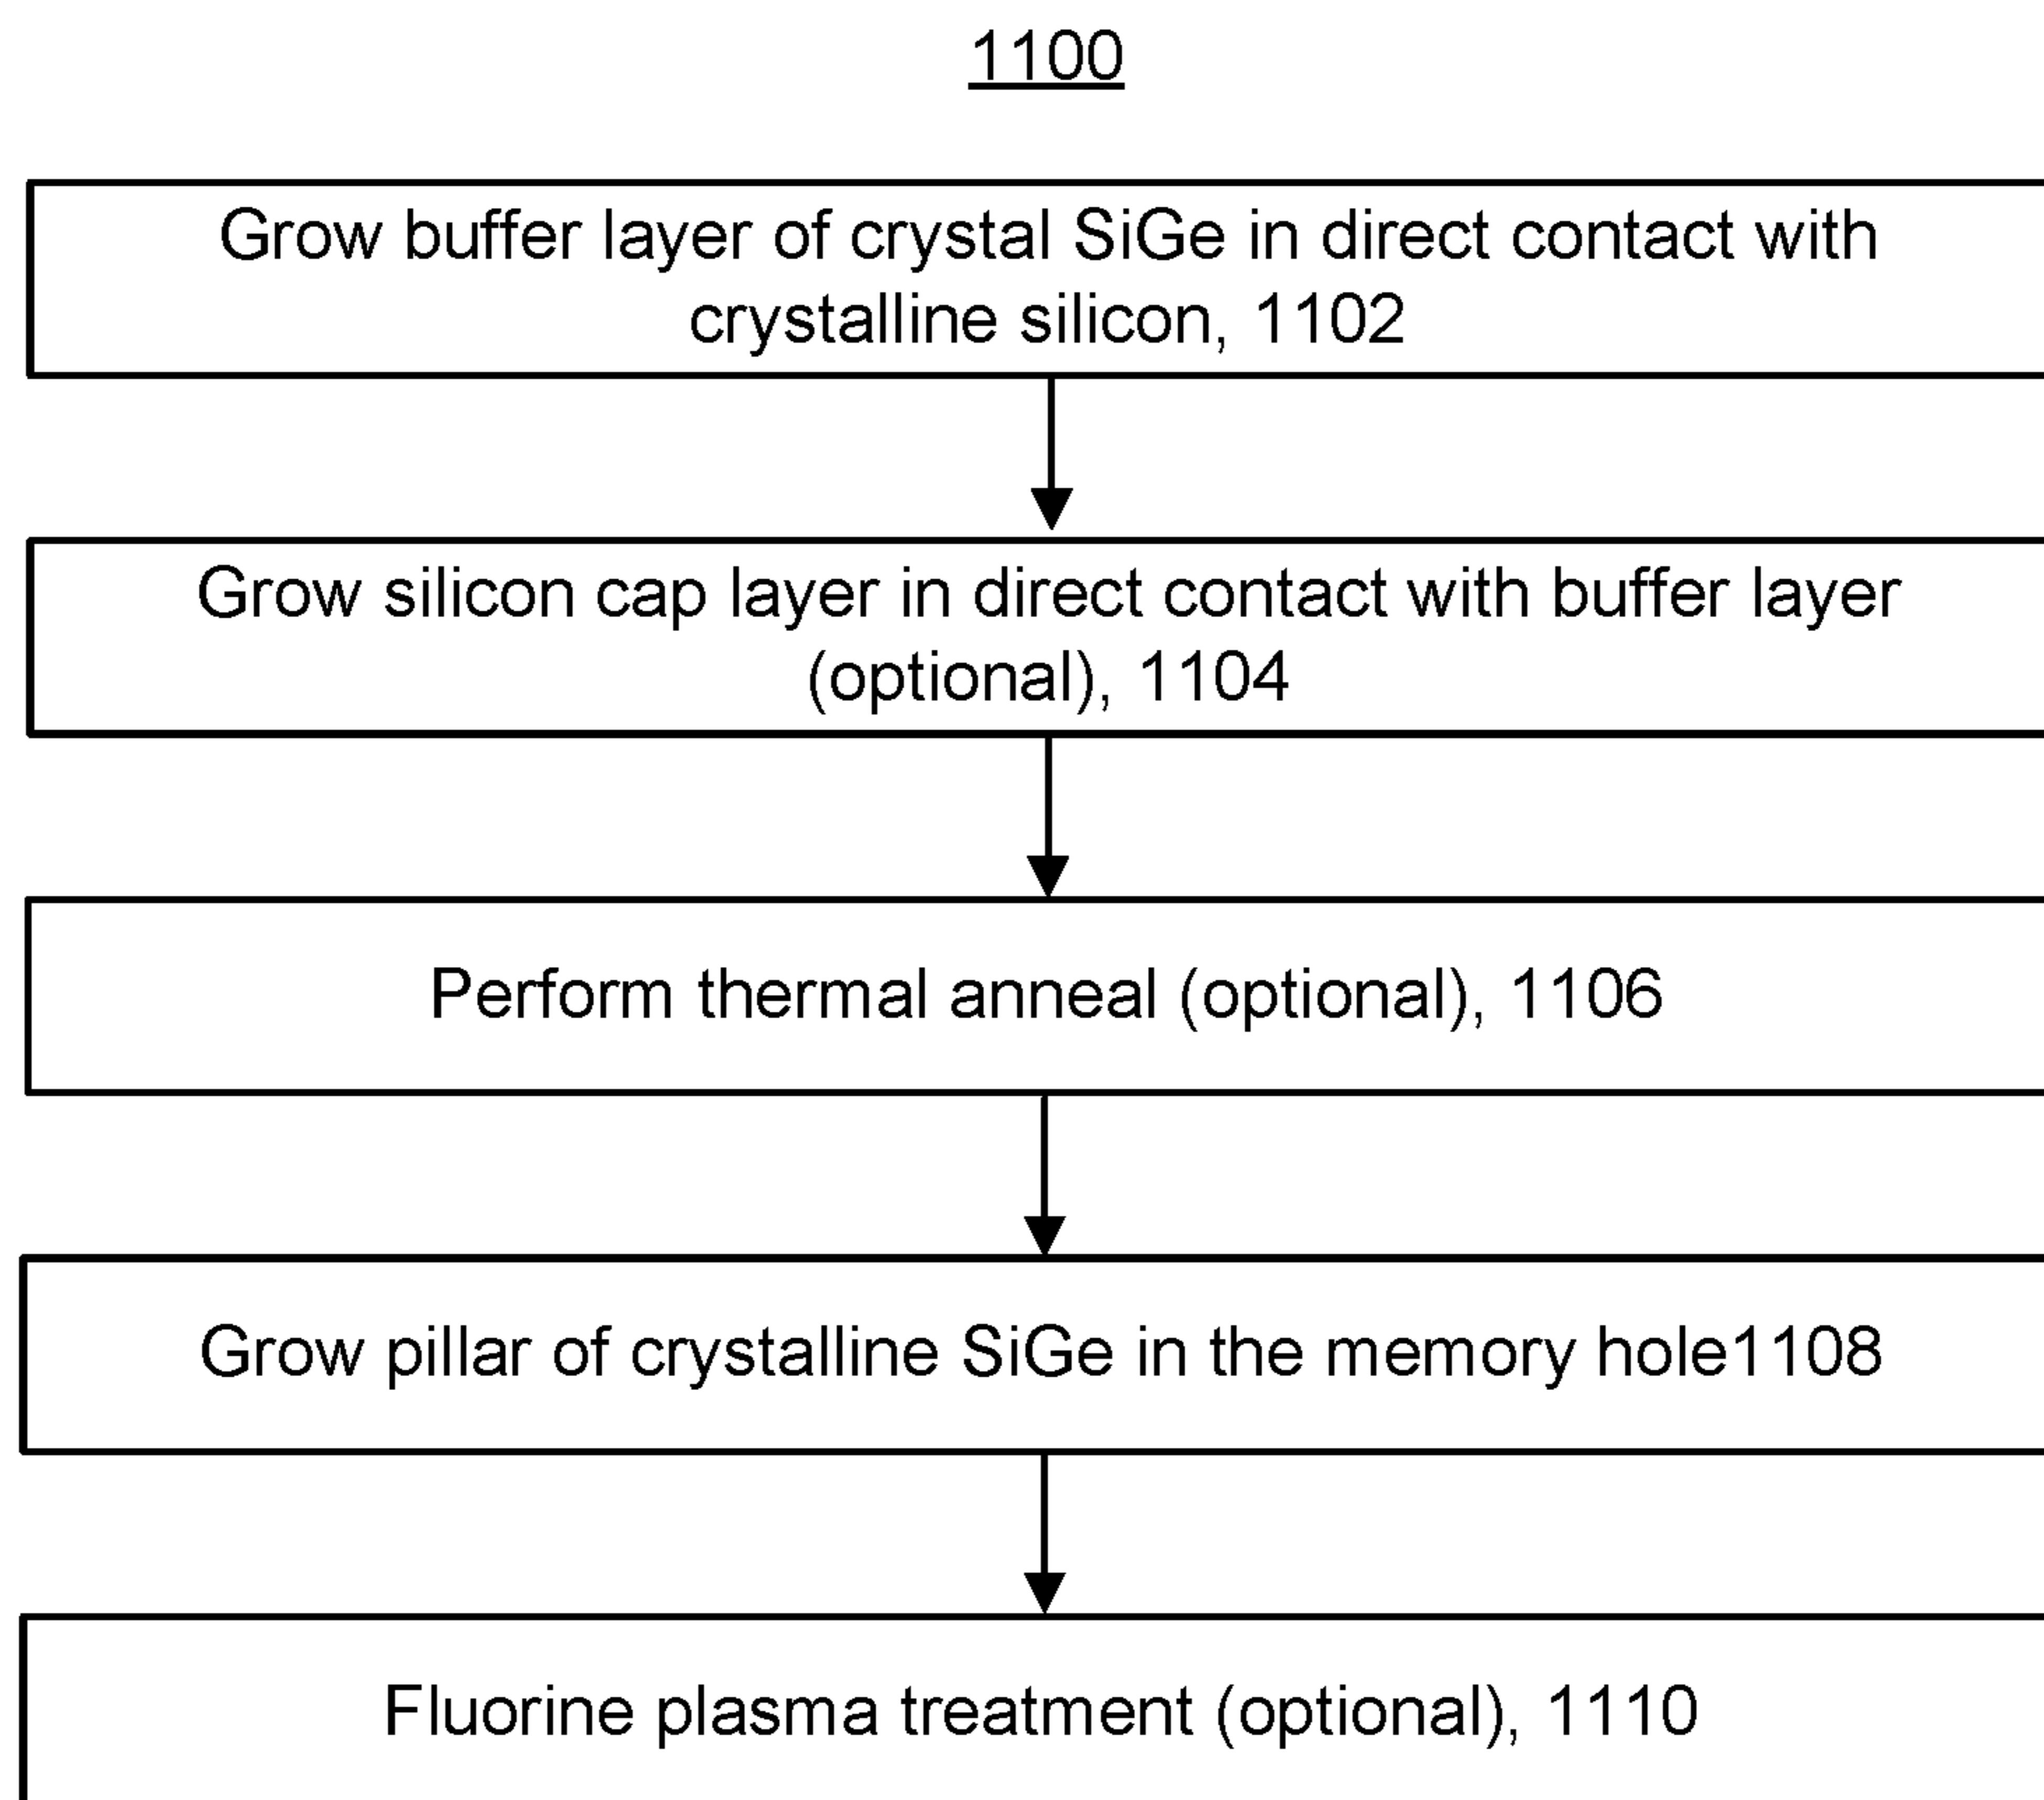 1100
Grow buffer layer of crystal SiGe in direct contact with
crystalline silicon, 1102
Grow silicon cap layer in direct contact with buffer layer
(optional), 1104
Perform thermal anneal (optional), 1106
Grow pillar of crystalline SiGe in the memory hole1108
Fluorine plasma treatment (optional), 1110